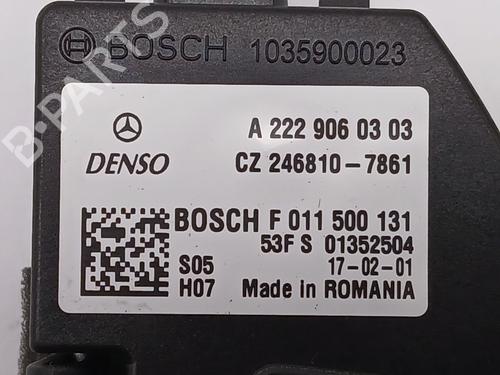 BOSCH 1035900023
A 222 906 03 03
DENSO CZ 246810-7861
BOSCH F 011 500 131
53F S 01352504
S05 17-02-01
H07 Made in ROMANIA
B-PARTS